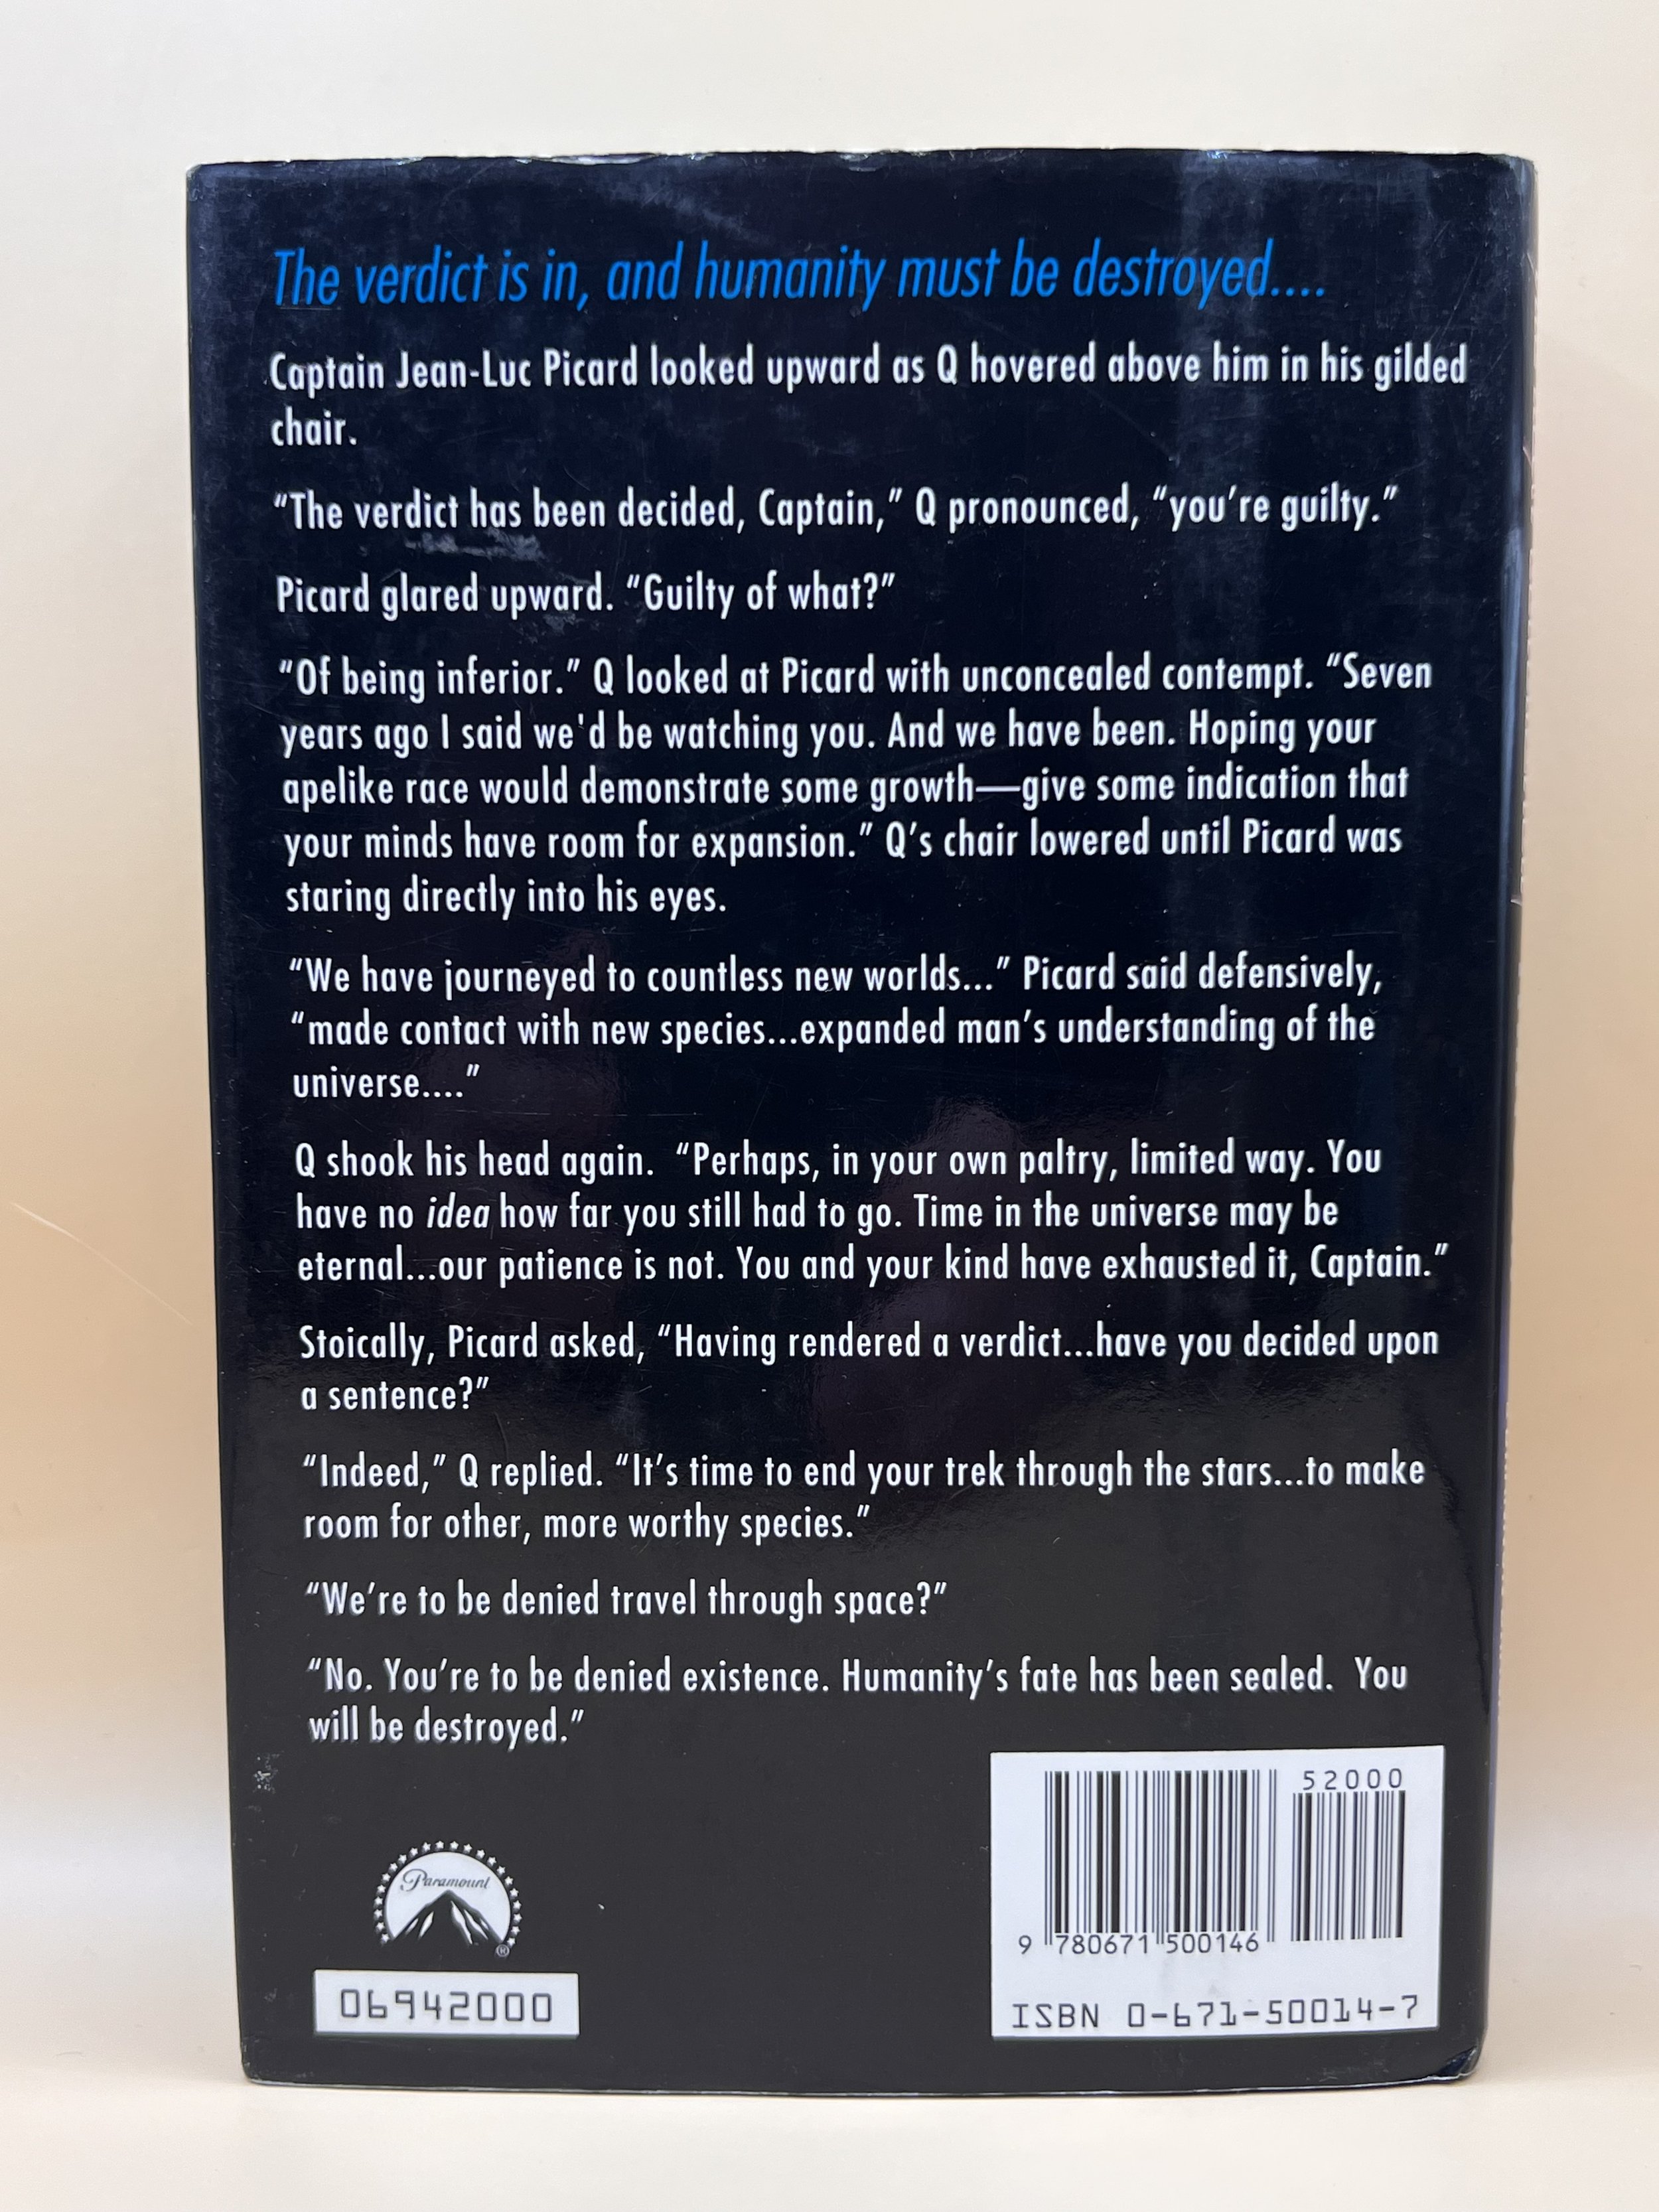 The verdict is in, and humanity must be destroyed....
Captain Jean-Luc Picard looked upward as Q hovered above him in his gilded
chair.
“The verdict has been decided, Captain,” Q pronounced, “you’re guilty.”
Picard glared upward. “Guilty of what?”
“Of being inferior.” Q looked at Picard with unconcealed contempt. “Seven
years ago I said we'd be watching you. And we have been. Hoping your
apelike race would demonstrate some growth—give some indication that
your minds have room for expansion.” Q’s chair lowered until Picard was
staring directly into his eyes.
“We have journeyed to countless new worlds...” Picard said defensively,
“made contact with new species...expanded man’s understanding of the
universe....”
Q shook his head again.  “Perhaps, in your own paltry, limited way. You
have no idea how far you still had to go. Time in the universe may be
eternal...our patience is not. You and your kind have exhausted it, Captain.”
Stoically, Picard asked, “Having rendered a verdict...have you decided upon
a sentence?”
“Indeed,” Q replied. “It’s time to end your trek through the stars...to make
room for other, more worthy species.”
“We’re to be denied travel through space?”
“No. You’re to be denied existence. Humanity’s fate has been sealed.  You
will be destroyed.”
Paramount
®
06942000
52000
9 780671 500146
ISBN 0-671-50014-7